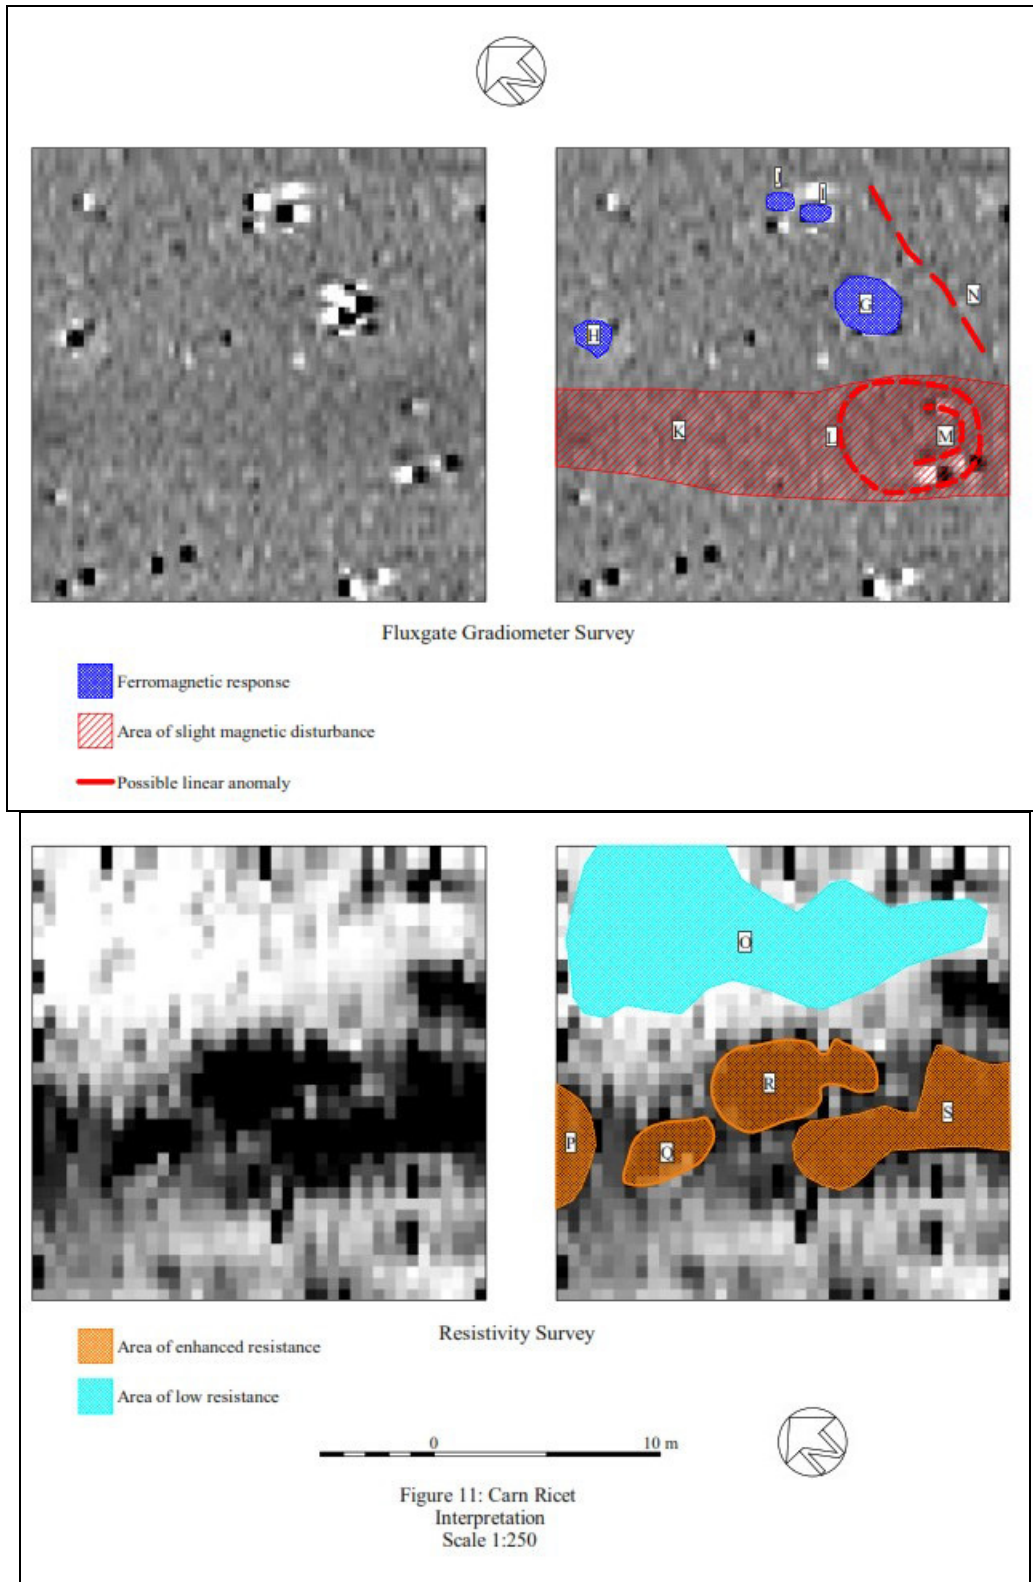 J
I
G
N
H
K
L
M
Fluxgate Gradiometer Survey
Ferromagnetic response
Area of slight magnetic disturbance
Possible linear anomaly
O
R
S
P
Q
Resistivity Survey
Area of enhanced resistance
Area of low resistance
0 10 m
Figure 11: Carn Ricet
Interpretation
Scale 1:250